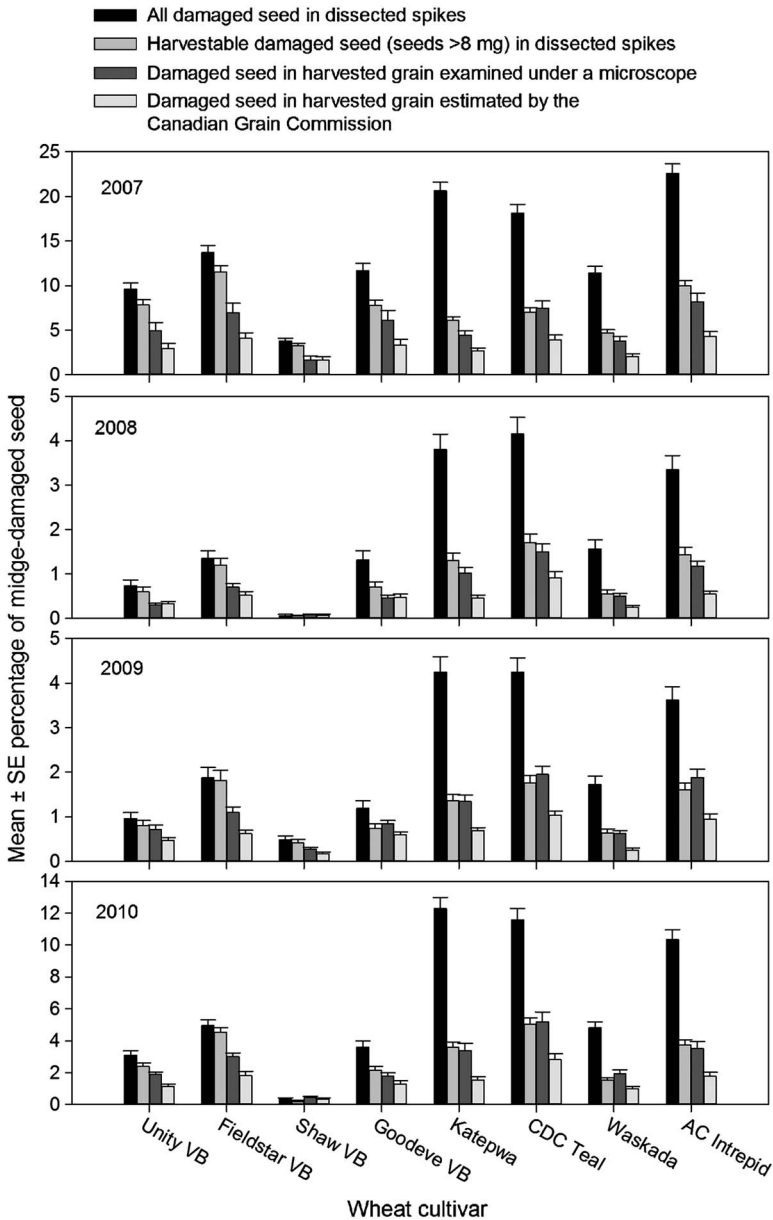 All damaged seed in dissected spikes
Harvestable damaged seed (seeds >8 mg) in dissected spikes
Damaged seed in harvested grain examined under a microscope
Damaged seed in harvested grain estimated by the
Canadian Grain Commission
Mean ± SE percentage of midge-damaged seed
2007
25
20
15
10
5
0
2008
5
4
3
2
1
0
2009
5
4
3
2
1
0
2010
14
12
10
8
6
4
2
0
Unity VB
Fieldstar VB
Shaw VB
Goodeve VB
Katepwa
CDC Teal
Waskada
AC Intrepid
Wheat cultivar